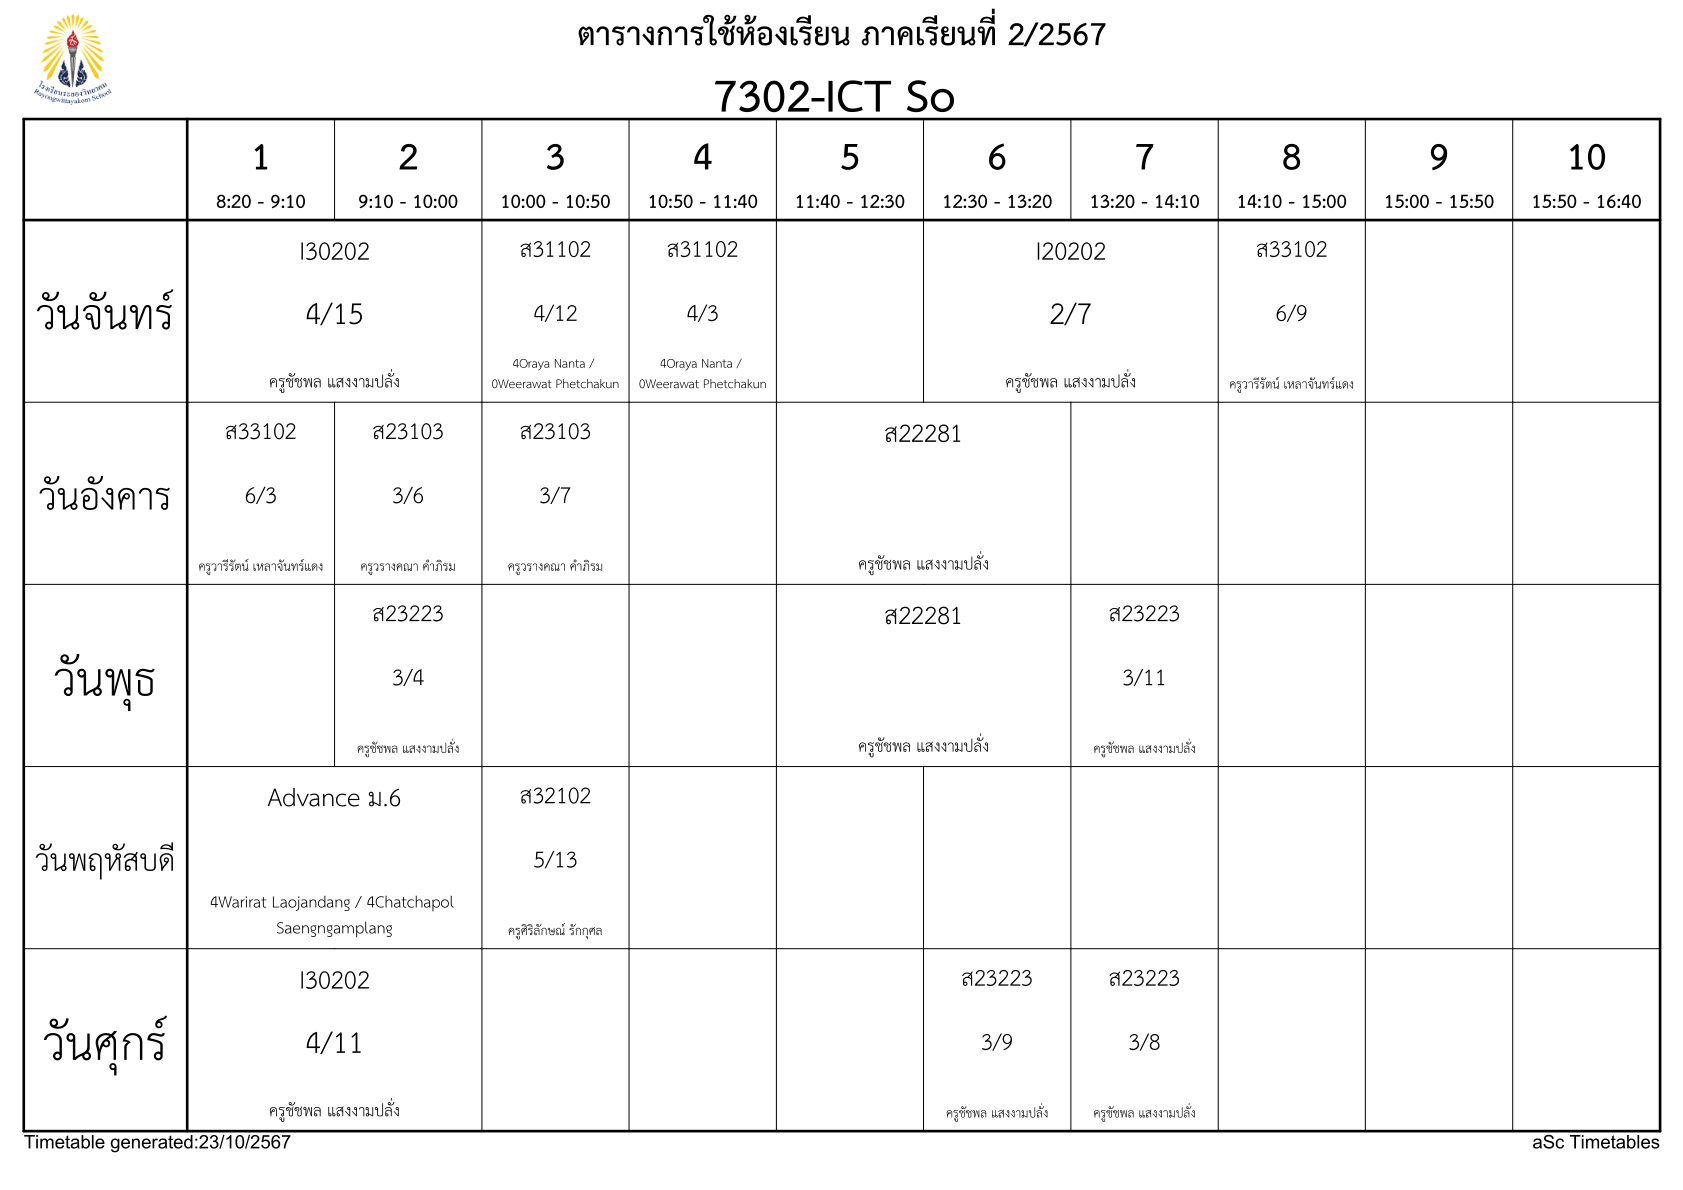 ตารางการใช้ห้องเรียน ภาคเรียนที่ 2/2567
โรงเรียนระยองวิทยาคม
Rayongwittayakom School
7302-ICT So
1 2 3 4 5 6 7 8 9 10
8:20 - 9:10 9:10 - 10:00 10:00 - 10:50 10:50 - 11:40 11:40 - 12:30 12:30 - 13:20 13:20 - 14:10 14:10 - 15:00 15:00 - 15:50 15:50 - 16:40
วันจันทร์
I30202
4/15
ครูชัชพล แสงงามปลั่ง
ส31102
4/12
4Oraya Nanta /
0Weerawat Phetchakun
ส31102
4/3
4Oraya Nanta /
0Weerawat Phetchakun
I20202
2/7
ครูชัชพล แสงงามปลั่ง
ส33102
6/9
ครูวารีรัตน์ เหลาจันทร์แดง
วันอังคาร
ส33102
6/3
ครูวารีรัตน์ เหลาจันทร์แดง
ส23103
3/6
ครูวรางคณา คำภิรม
ส23103
3/7
ครูวรางคณา คำภิรม
ส22281
ครูชัชพล แสงงามปลั่ง
วันพุธ
ส23223
3/4
ครูชัชพล แสงงามปลั่ง
ส22281
ครูชัชพล แสงงามปลั่ง
ส23223
3/11
ครูชัชพล แสงงามปลั่ง
วันพฤหัสบดี
Advance ม.6
4Warirat Laojandang / 4Chatchapol
Saengngamplang
ส32102
5/13
ครูศิริลักษณ์ รักกุศล
วันศุกร์
I30202
4/11
ครูชัชพล แสงงามปลั่ง
ส23223
3/9
ครูชัชพล แสงงามปลั่ง
ส23223
3/8
ครูชัชพล แสงงามปลั่ง
Timetable generated:23/10/2567
aSc Timetables